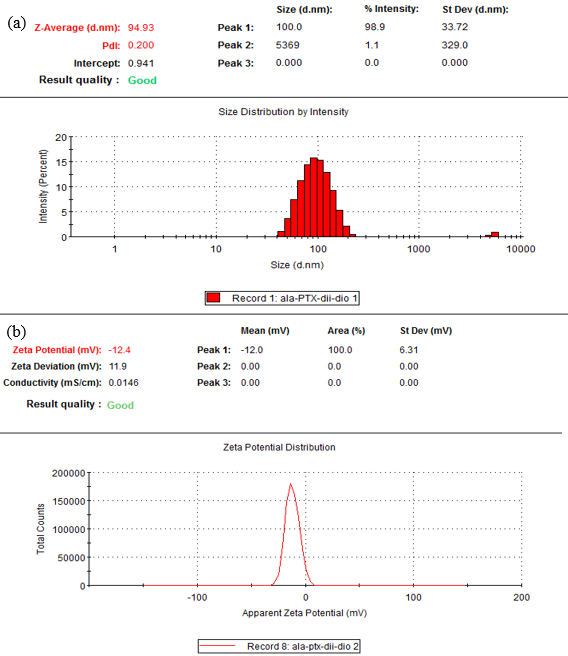 (a)
Size (d.nm): % Intensity: St Dev (d.nm):
Z-Average (d.nm): 94.93 Peak 1: 100.0 98.9 33.72
PdI: 0.200 Peak 2: 5369 1.1 329.0
Intercept: 0.941 Peak 3: 0.000 0.0 0.000
Result quality : Good
Size Distribution by Intensity
20
15
10
5
0
Intensity (Percent)
1 10 100 1000 10000
Size (d.nm)
Record 1: ala-PTX-dii-dio 1
(b)
Mean (mV) Area (%) St Dev (mV)
Zeta Potential (mV): -12.4 Peak 1: -12.0 100.0 6.31
Zeta Deviation (mV): 11.9 Peak 2: 0.00 0.0 0.00
Conductivity (mS/cm): 0.0146 Peak 3: 0.00 0.0 0.00
Result quality : Good
Zeta Potential Distribution
200000
150000
100000
50000
0
Total Counts
-100 0 100 200
Apparent Zeta Potential (mV)
Record 8: ala-ptx-dii-dio 2